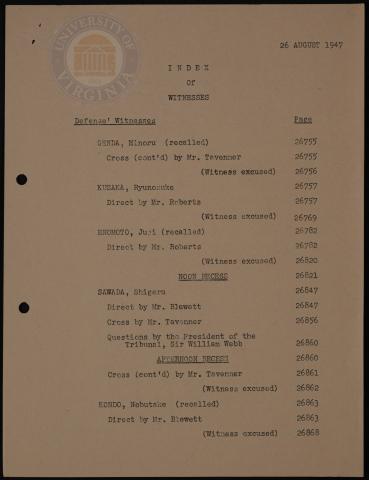 UNIVERSITY OF VIRGINIA
26 AUGUST 1947
I N D E X
Of
WITNESSES
Defense' Witnesses Page
GENDA, Minoru (recalled) 26755
Cross (cont'd) by Mr. Tavenner 26755
(Witness excused) 26756
KUSAKA, Ryunosuke 26757
Direct by Mr. Roberts 26757
(Witness excused) 26769
ENOMOTO, Juji (recalled) 26782
Direct by Mr. Roberts 26782
(Witness excused) 26820
NOON RECESS 26821
SAWADA, Shigeru 26847
Direct by Mr. Blewett 26847
Cross by Mr. Tavenner 26856
Questions by the President of the
Tribunal, Sir William Webb 26860
AFTERNOON RECESS 26860
Cross (cont'd) by Mr. Tavenner 26861
(Witness excused) 26862
KONDO, Nobutake (recalled) 26863
Direct by Mr. Blewett 26863
(Witness excused) 26868